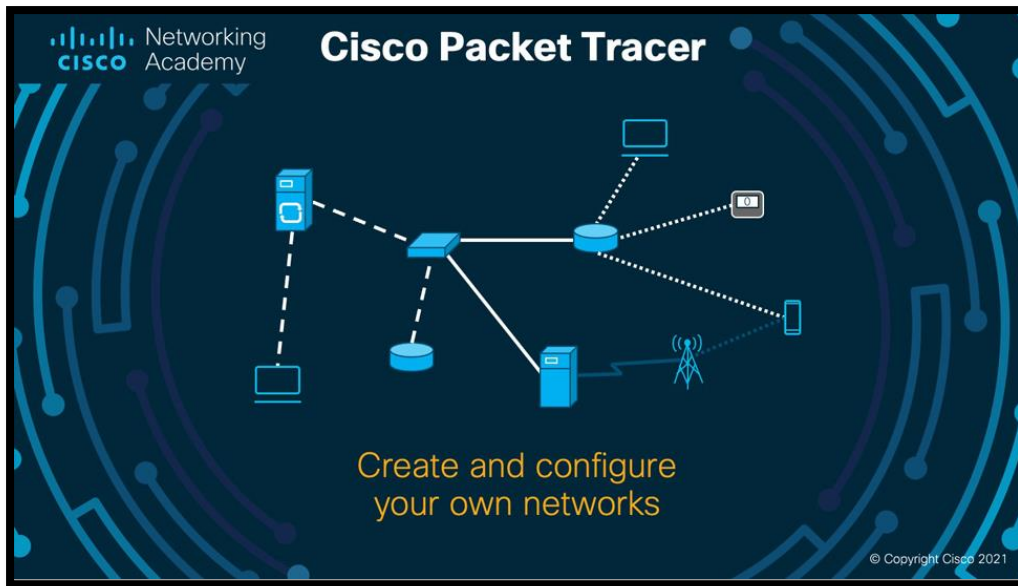 Networking
CISCO Academy
Cisco Packet Tracer
0
Create and configure
your own networks
© Copyright Cisco 2021